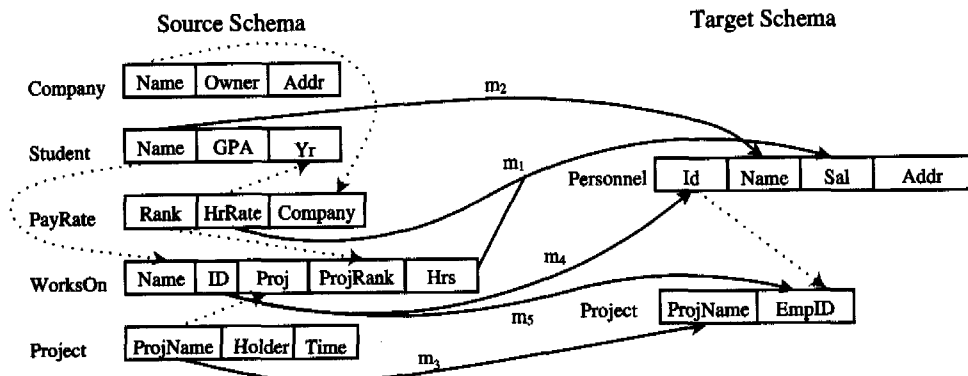 Source Schema
Target Schema
Company
Name Owner Addr
m2
Student
Name GPA Yr
m1
Personnel
Id Name Sal Addr
PayRate
Rank HrRate Company
WorksOn
Name ID Proj ProjRank Hrs
m4
m5
Project
ProjName EmpID
Project
ProjName Holder Time
m3